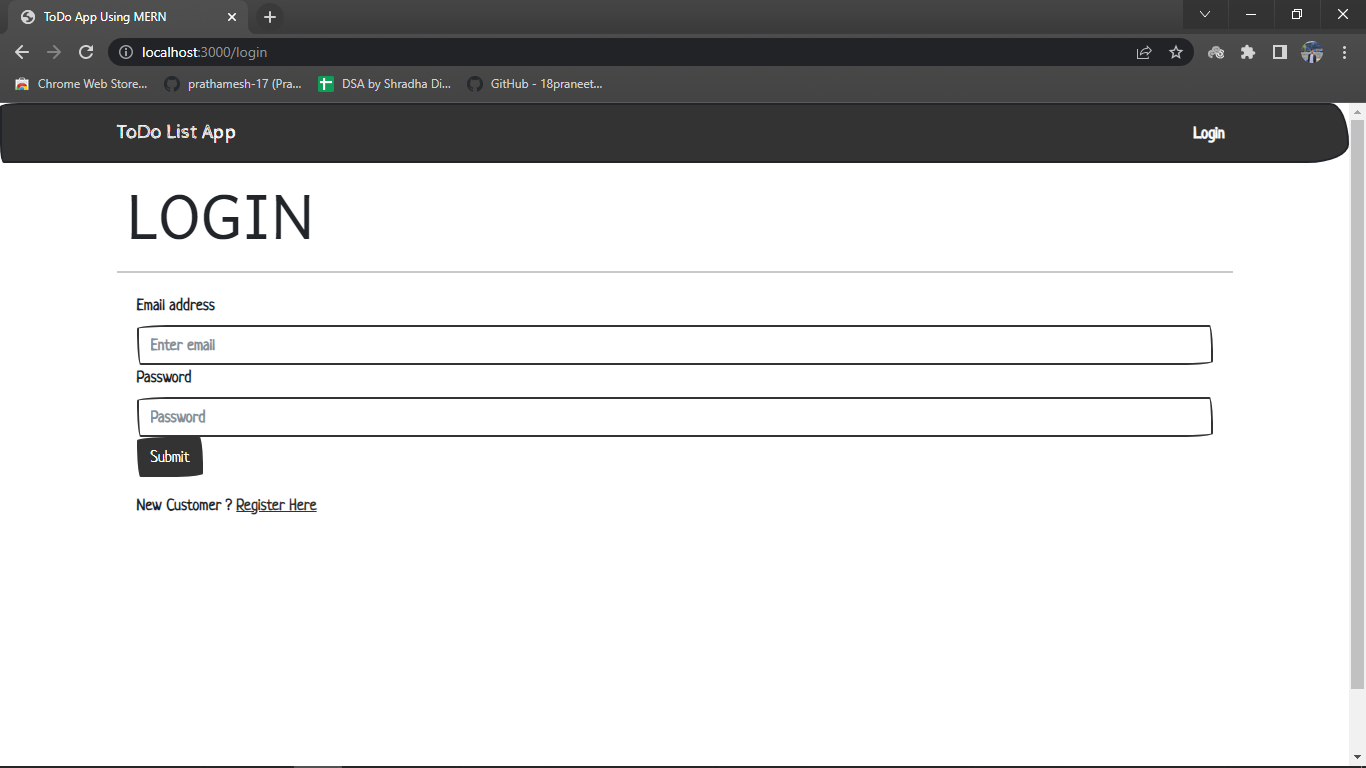 ToDo App Using MERN
localhost:3000/login
Chrome Web Store... prathamesh-17 (Pra... DSA by Shradha Di... GitHub - 18praneet...
ToDo List App Login
LOGIN
Email address
Enter email
Password
Password
Submit
New Customer ? Register Here